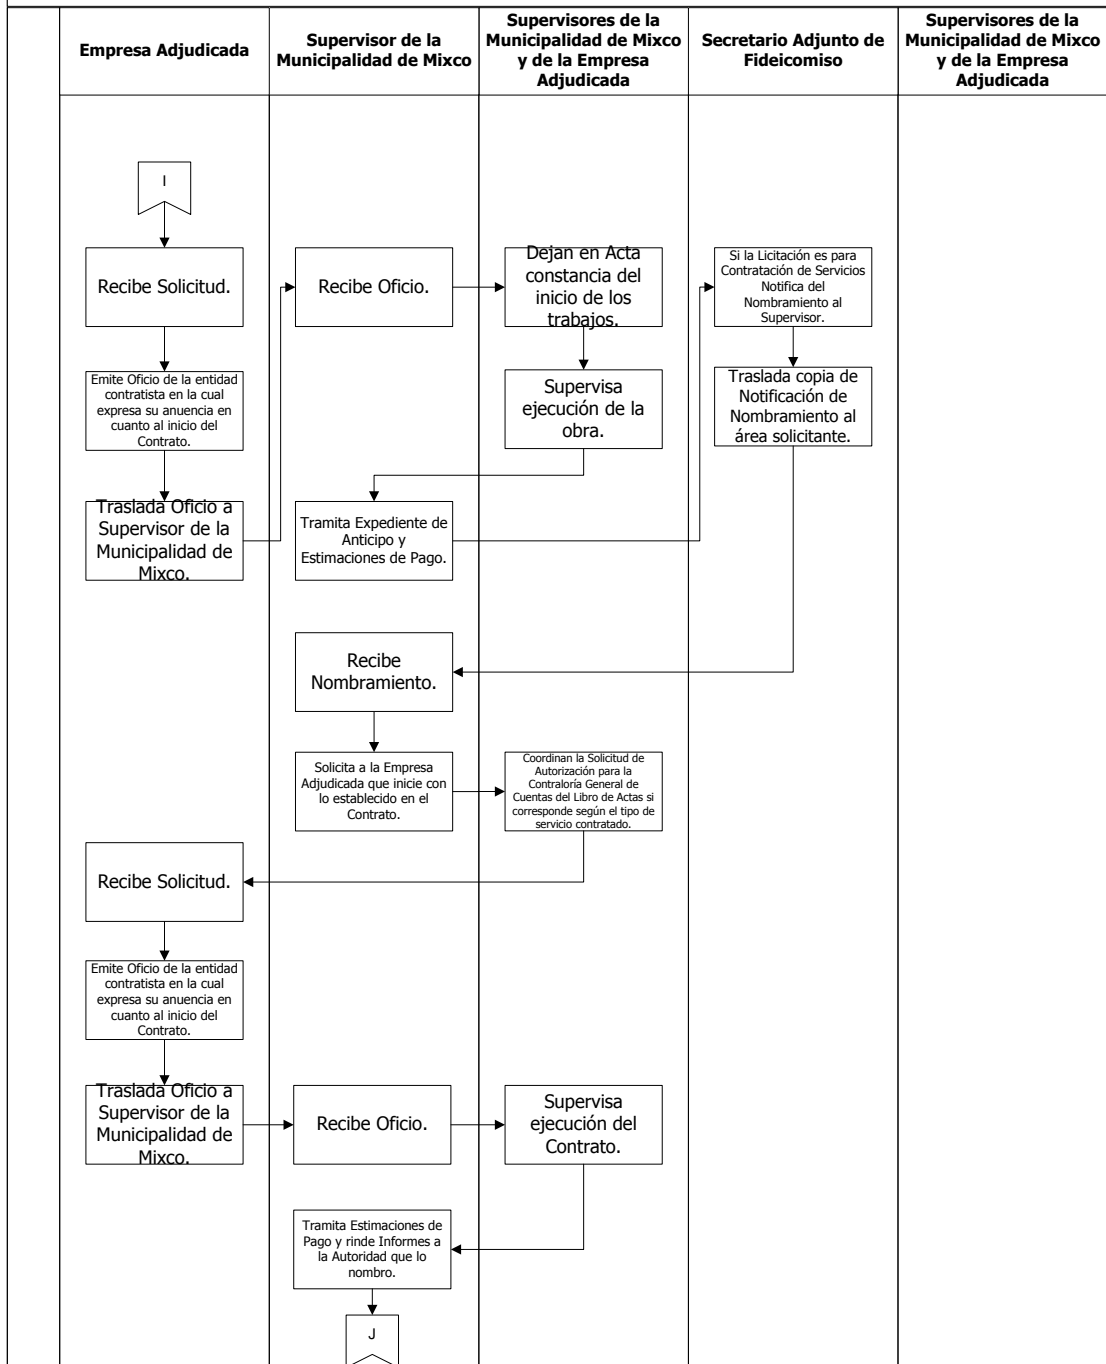 Empresa Adjudicada
Supervisor de la
Municipalidad de Mixco
Supervisores de la
Municipalidad de Mixco
y de la Empresa
Adjudicada
Secretario Adjunto de
Fideicomiso
Supervisores de la
Municipalidad de Mixco
y de la Empresa
Adjudicada
I
Recibe Solicitud.
Emite Oficio de la entidad
contratista en la cual
expresa su anuencia en
cuanto al inicio del
Contrato.
Traslada Oficio a
Supervisor de la
Municipalidad de
Mixco.
Recibe Oficio.
Dejan en Acta
constancia del
inicio de los
trabajos.
Supervisa
ejecución de la
obra.
Tramita Expediente de
Anticipo y
Estimaciones de Pago.
Si la Licitación es para
Contratación de Servicios
Notifica del
Nombramiento al
Supervisor.
Traslada copia de
Notificación de
Nombramiento al
área solicitante.
Recibe
Nombramiento.
Solicita a la Empresa
Adjudicada que inicie con
lo establecido en el
Contrato.
Coordinan la Solicitud de
Autorización para la
Contraloría General de
Cuentas del Libro de Actas si
corresponde según el tipo de
servicio contratado.
Recibe Solicitud.
Emite Oficio de la entidad
contratista en la cual
expresa su anuencia en
cuanto al inicio del
Contrato.
Traslada Oficio a
Supervisor de la
Municipalidad de
Mixco.
Recibe Oficio.
Supervisa
ejecución del
Contrato.
Tramita Estimaciones de
Pago y rinde Informes a
la Autoridad que lo
nombro.
J